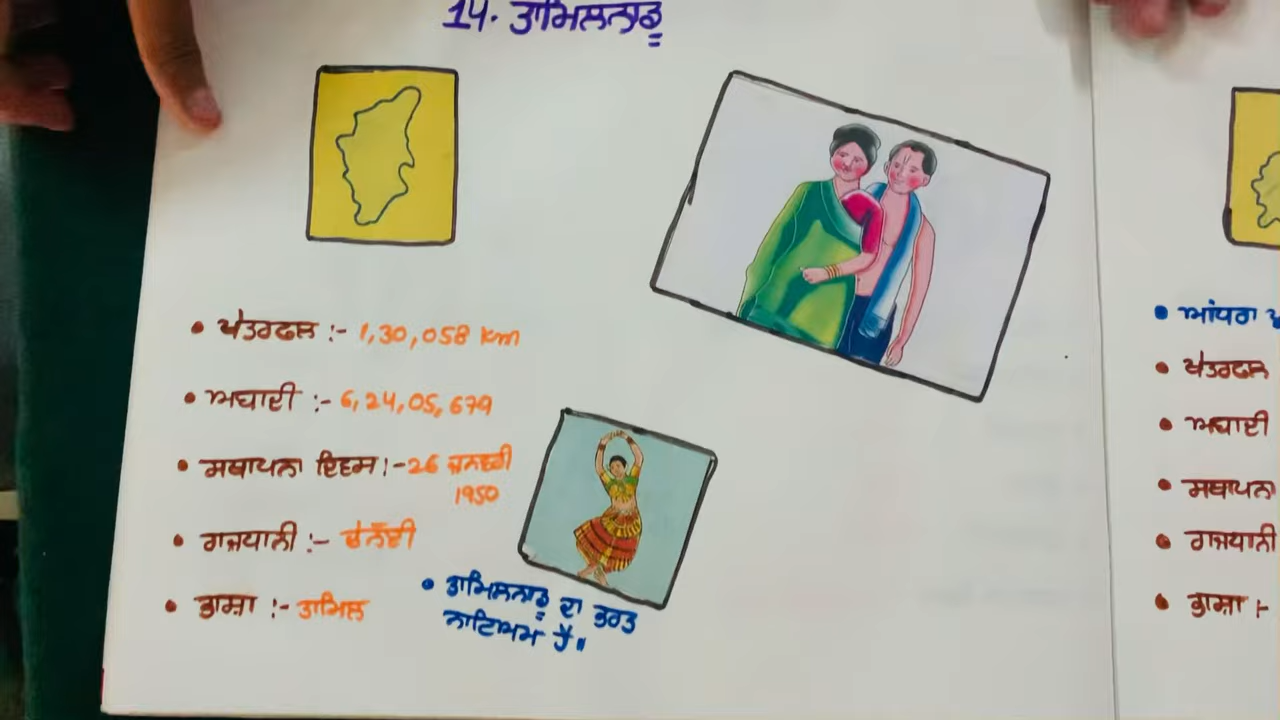 14. ਤਾਮਿਲਨਾਡੂ
• ਖੇਤਰਫਲ :- 1,30,058 Km
• ਅਬਾਦੀ :- 6,24,05,679
• ਸਥਾਪਨਾ ਦਿਵਸ :- 26 ਜਨਵਰੀ
1950
• ਰਾਜਧਾਨੀ :- ਚੇਨੱਈ
• ਭਾਸ਼ਾ :- ਤਾਮਿਲ
• ਤਾਮਿਲਨਾਡੂ ਦਾ ਭਰਤ
ਨਾਟਿਅਮ ਹੈ।
• ਆਂਧਰਾ
• ਖੇਤਰਫਲ
• ਅਬਾਦੀ
• ਸਥਾਪਨਾ
• ਰਾਜਧਾਨੀ
• ਭਾਸ਼ਾ :-